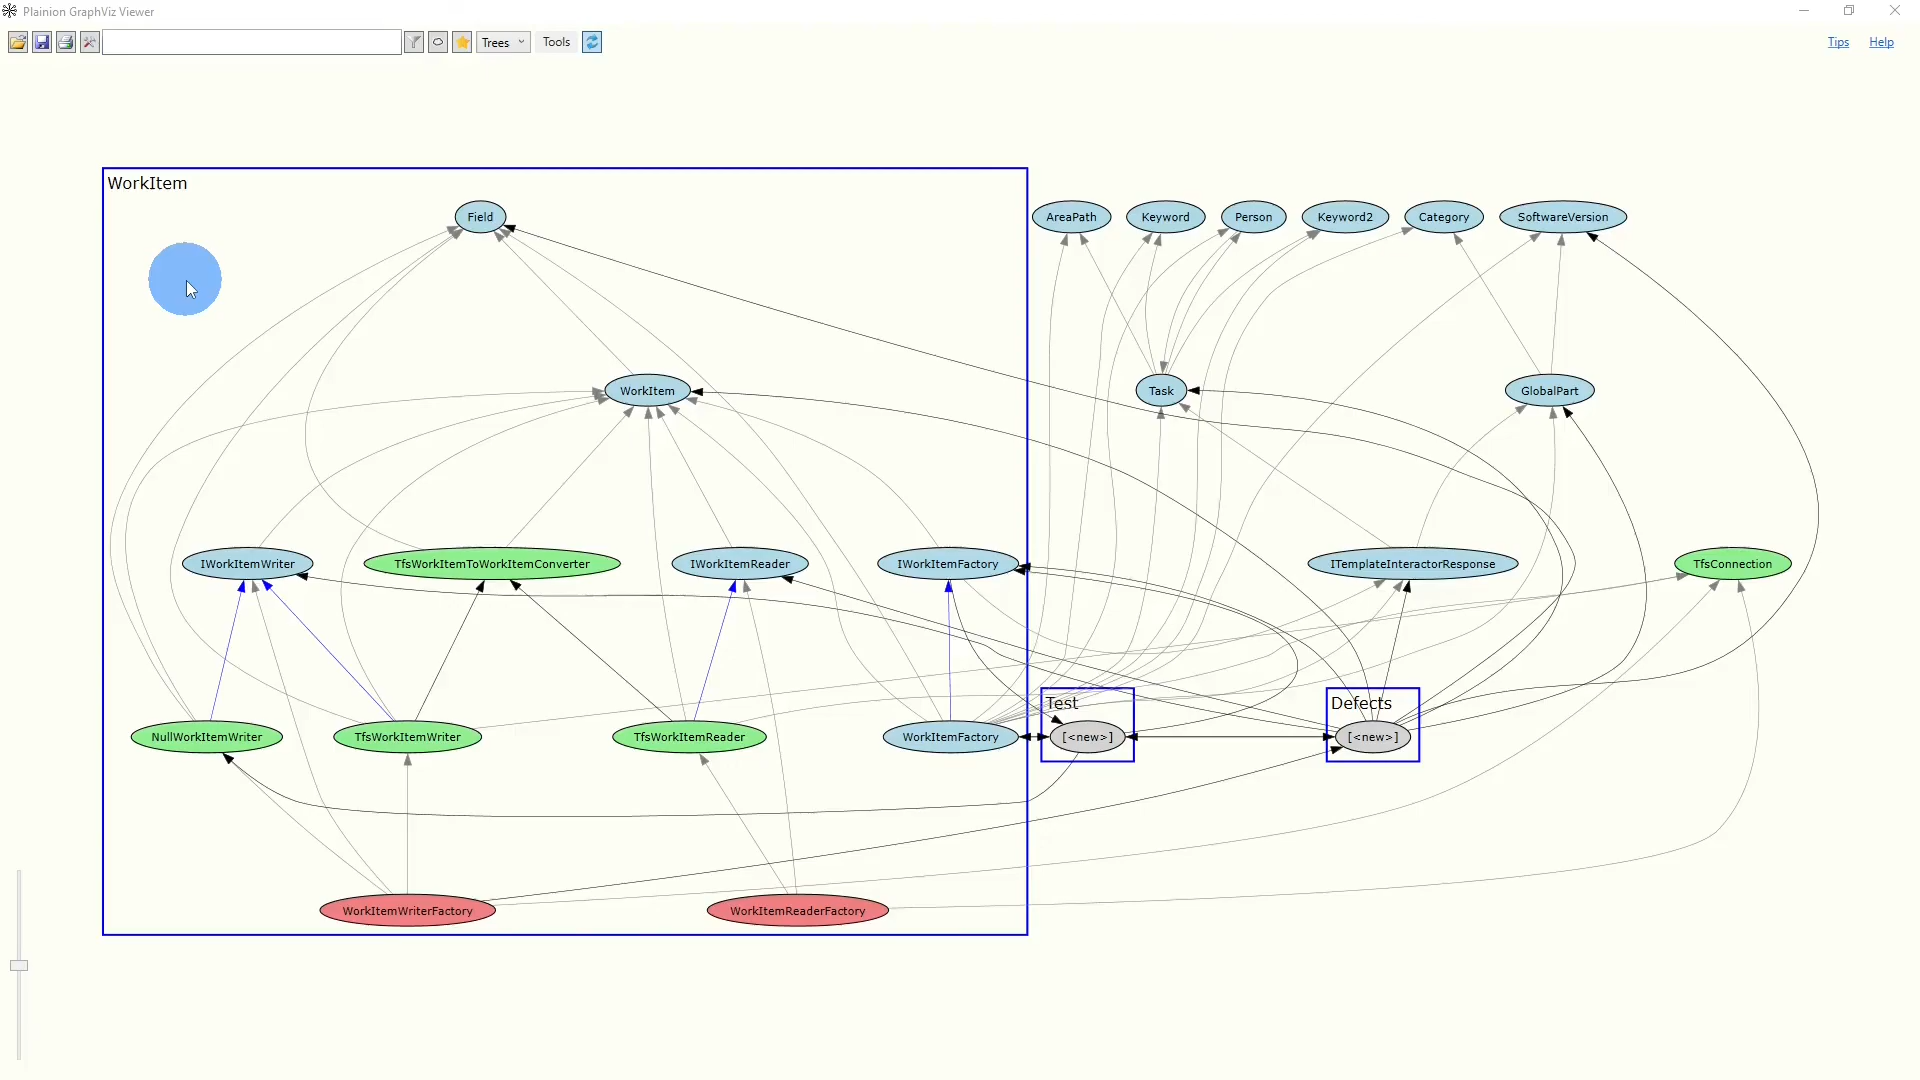 Plainion GraphViz Viewer
Trees Tools Tips Help
WorkItem
Field AreaPath Keyword Person Keyword2 Category SoftwareVersion
WorkItem Task GlobalPart
IWorkItemWriter TfsWorkItemToWorkItemConverter IWorkItemReader IWorkItemFactory ITemplateInteractorResponse TfsConnection
Test Defects
NullWorkItemWriter TfsWorkItemWriter TfsWorkItemReader WorkItemFactory [<new>] [<new>]
WorkItemWriterFactory WorkItemReaderFactory